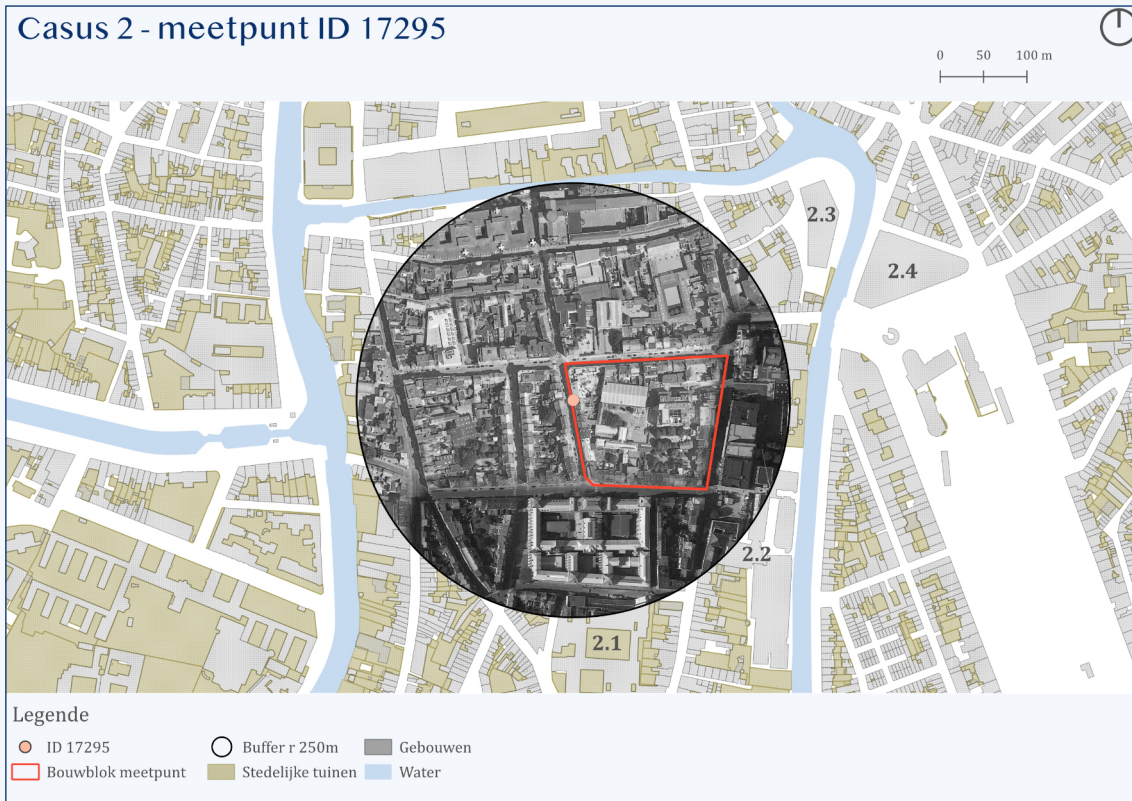 Casus 2 - meetpunt ID 17295
0 50 100 m
2.3
2.4
2.2
2.1
Legende
ID 17295 Buffer r 250m Gebouwen
Bouwblok meetpunt Stedelijke tuinen Water